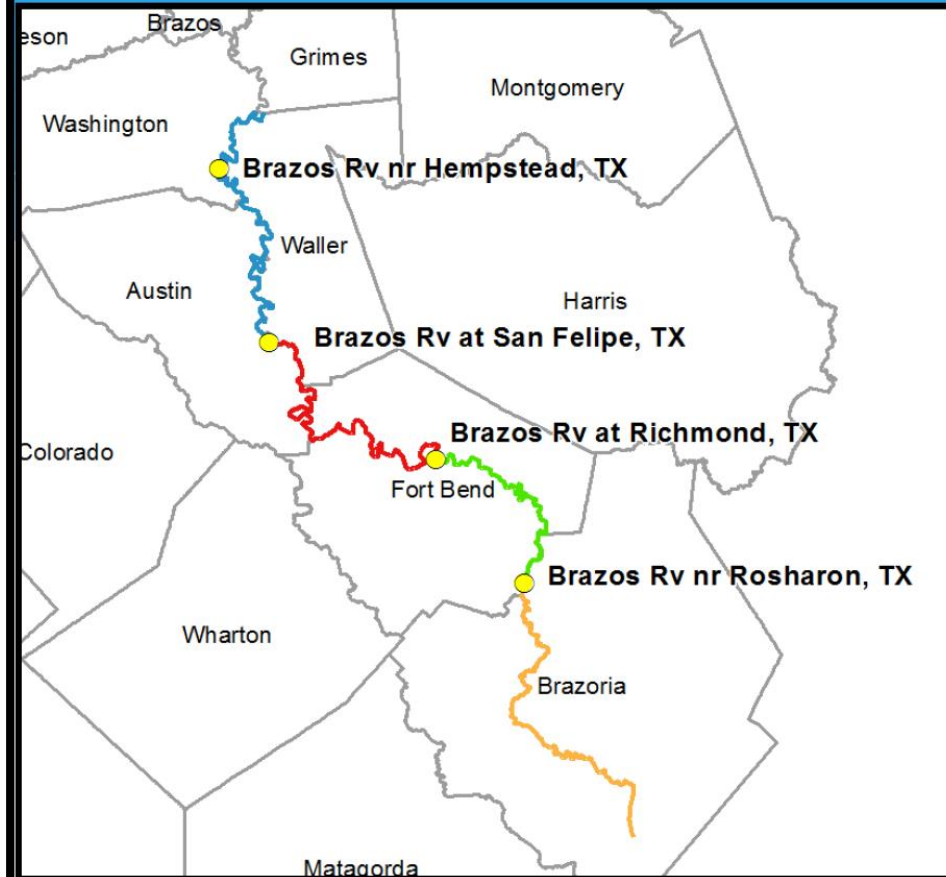 Brazos
eson
Grimes
Montgomery
Washington
Brazos Rv nr Hempstead, TX
Waller
Austin
Harris
Brazos Rv at San Felipe, TX
Brazos Rv at Richmond, TX
Colorado
Fort Bend
Brazos Rv nr Rosharon, TX
Wharton
Brazoria
Matagorda